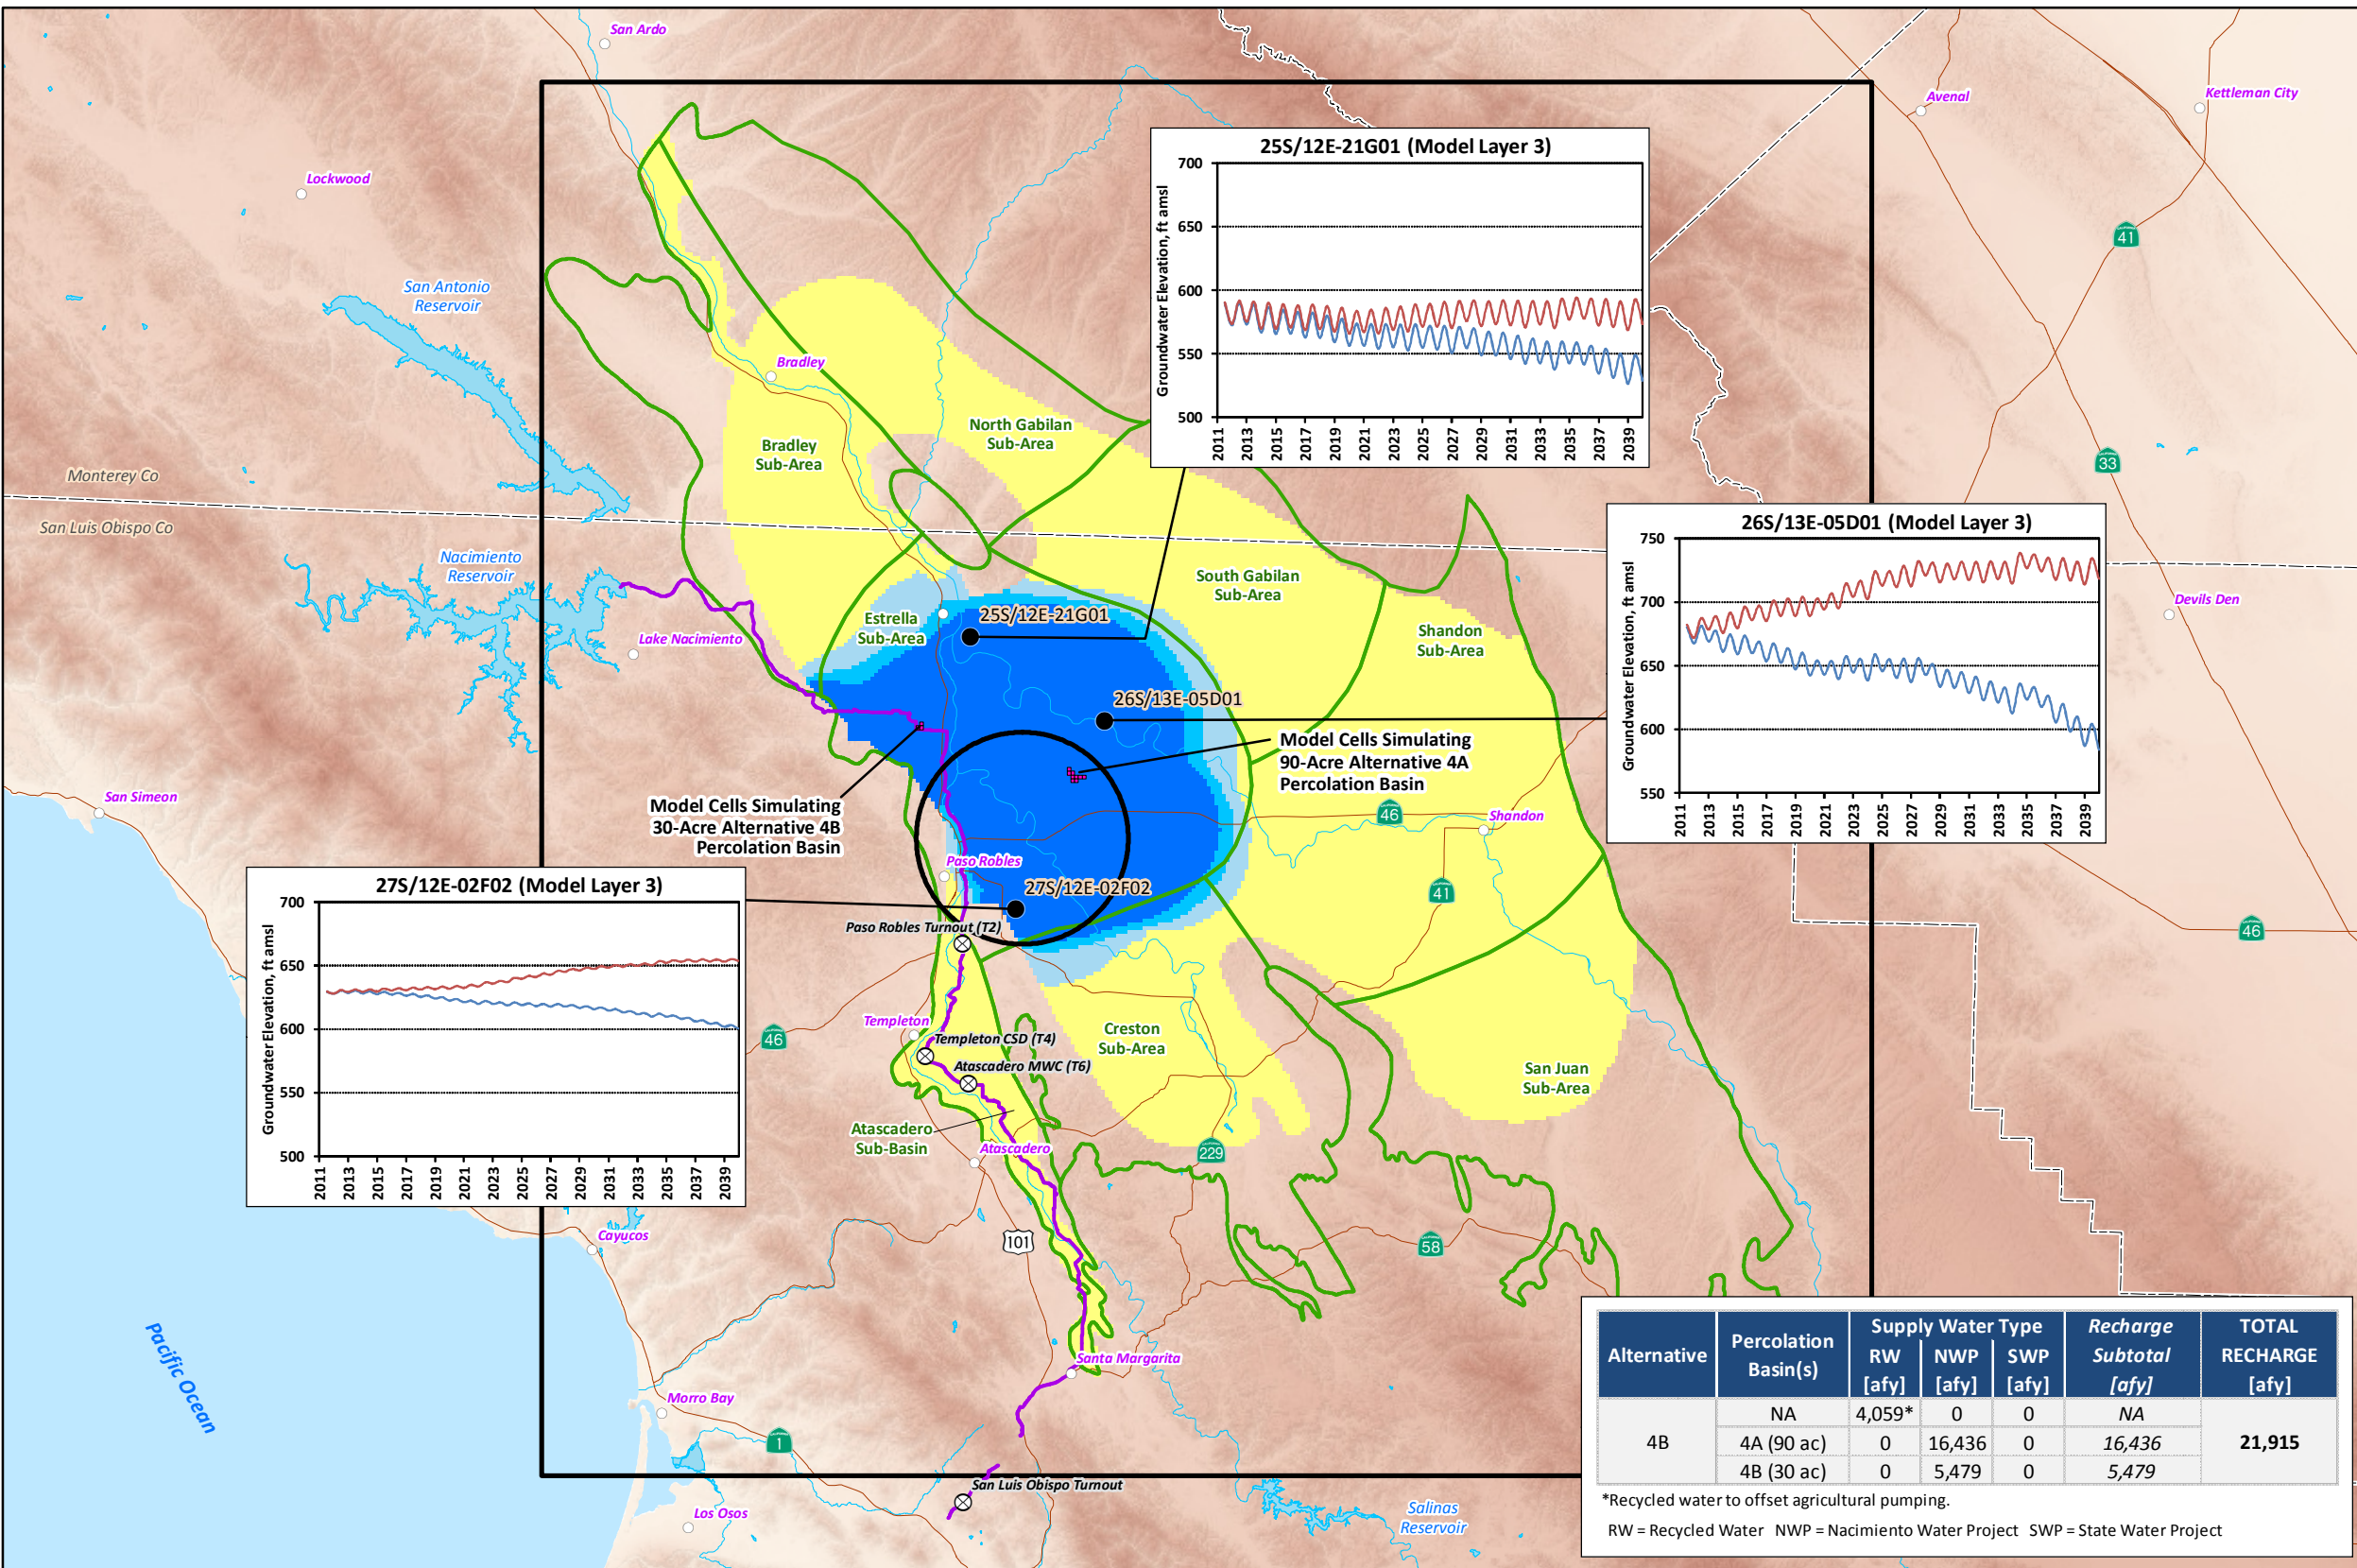 San Ardo
Avenal
Kettleman City
Lockwood
41
San Antonio
Reservoir
25S/12E-21G01 (Model Layer 3)
Groundwater Elevation, ft amsl
700
650
600
550
500
2011 2013 2015 2017 2019 2021 2023 2025 2027 2029 2031 2033 2035 2037 2039
Bradley
North Gabilan
Sub-Area
Bradley
Sub-Area
33
Monterey Co
San Luis Obispo Co
26S/13E-05D01 (Model Layer 3)
Groundwater Elevation, ft amsl
750
700
650
600
550
2011 2013 2015 2017 2019 2021 2023 2025 2027 2029 2031 2033 2035 2037 2039
Nacimiento
Reservoir
South Gabilan
Sub-Area
Devils Den
Estrella
Sub-Area
25S/12E-21G01
Lake Nacimiento
Shandon
Sub-Area
26S/13E-05D01
Model Cells Simulating
90-Acre Alternative 4A
Percolation Basin
San Simeon
Model Cells Simulating
30-Acre Alternative 4B
Percolation Basin
46
Shandon
Paso Robles
27S/12E-02F02
41
46
27S/12E-02F02 (Model Layer 3)
Groundwater Elevation, ft amsl
700
650
600
550
500
2011 2013 2015 2017 2019 2021 2023 2025 2027 2029 2031 2033 2035 2037 2039
Paso Robles Turnout (T2)
Templeton
46
Templeton CSD (T4)
Creston
Sub-Area
Atascadero MWC (T6)
San Juan
Sub-Area
Atascadero
Sub-Basin
Atascadero
229
Cayucos
101
58
Pacific Ocean
Santa Margarita
Morro Bay
1
San Luis Obispo Turnout
Los Osos
Salinas
Reservoir
Alternative
Percolation
Basin(s)
Supply Water Type
RW
[afy]
NWP
[afy]
SWP
[afy]
Recharge
Subtotal
[afy]
TOTAL
RECHARGE
[afy]
4B
NA 4,059* 0 0 NA
4A (90 ac) 0 16,436 0 16,436
4B (30 ac) 0 5,479 0 5,479
21,915
*Recycled water to offset agricultural pumping.
RW = Recycled Water NWP = Nacimiento Water Project SWP = State Water Project